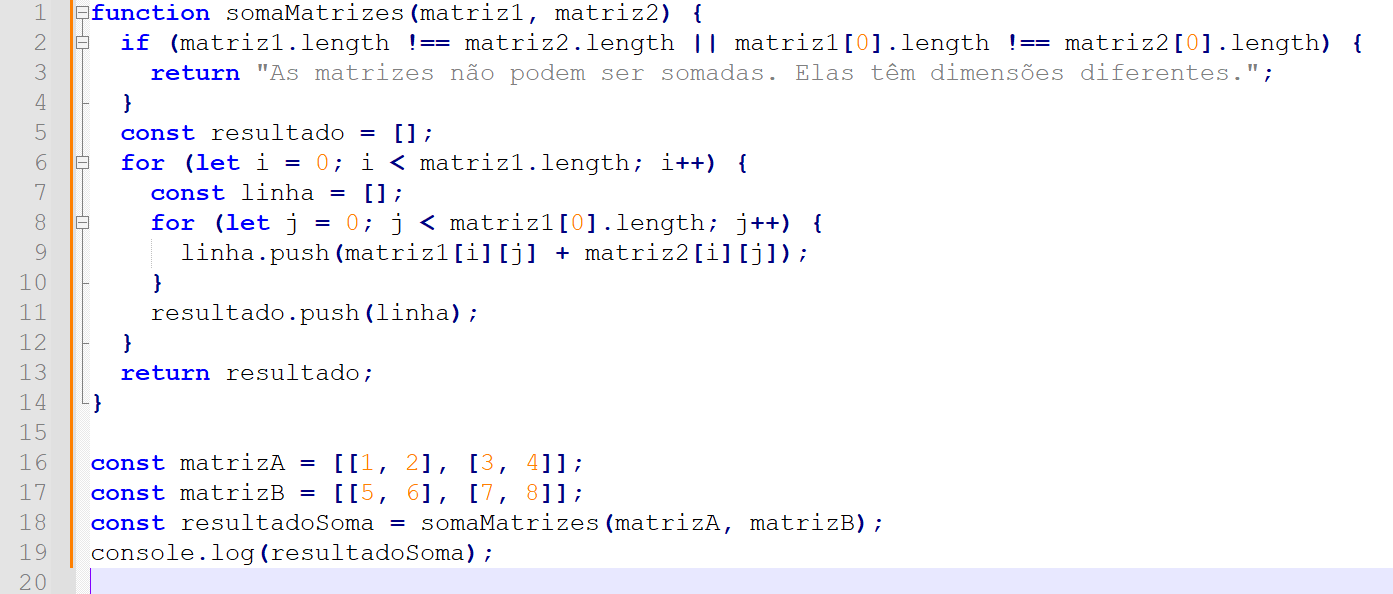 1 function somaMatrizes(matriz1, matriz2) {
2   if (matriz1.length !== matriz2.length || matriz1[0].length !== matriz2[0].length) {
3     return "As matrizes não podem ser somadas. Elas têm dimensões diferentes.";
4   }
5   const resultado = [];
6   for (let i = 0; i < matriz1.length; i++) {
7     const linha = [];
8     for (let j = 0; j < matriz1[0].length; j++) {
9       linha.push(matriz1[i][j] + matriz2[i][j]);
10     }
11     resultado.push(linha);
12   }
13   return resultado;
14 }
15
16 const matrizA = [[1, 2], [3, 4]];
17 const matrizB = [[5, 6], [7, 8]];
18 const resultadoSoma = somaMatrizes(matrizA, matrizB);
19 console.log(resultadoSoma);
20